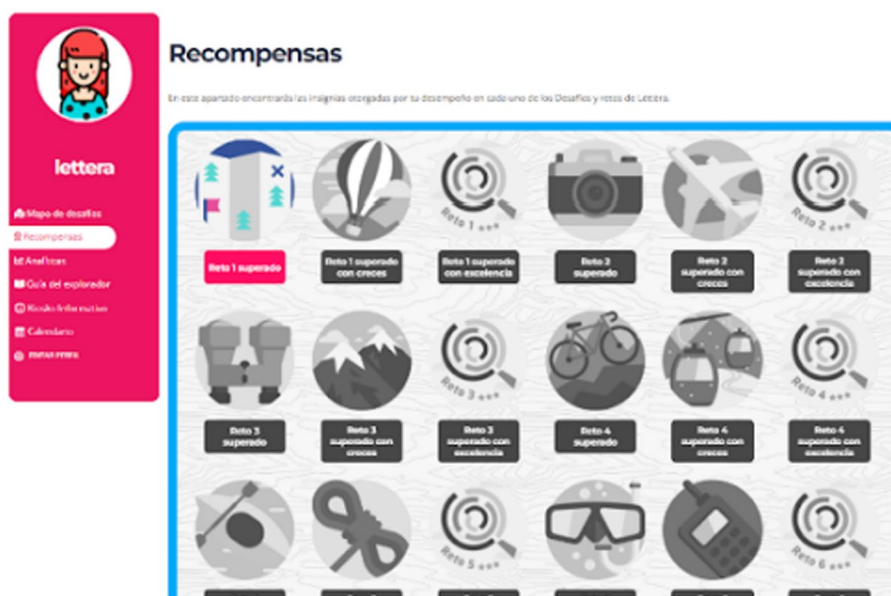 Recompensas
En este apartado encontrarás las insignias otorgadas por tu desempeño en cada uno de los Desafíos y retos de Lettera.
lettera
Mapa de desafíos
Recompensas
Analíticas
Guía del explorador
Kiosko Informativo
Calendario
EDITAR PERFIL
Reto 1 ***
Reto 2 ***
Reto 1 superado
Reto 1 superado
con creces
Reto 1 superado
con excelencia
Reto 2
superado
Reto 2
superado con
creces
Reto 2
superado con
excelencia
Reto 3 ***
Reto 4 ***
Reto 3
superado
Reto 3
superado con
creces
Reto 3
superado con
excelencia
Reto 4
superado
Reto 4
superado con
creces
Reto 4
superado con
excelencia
Reto 5 ***
Reto 6 ***